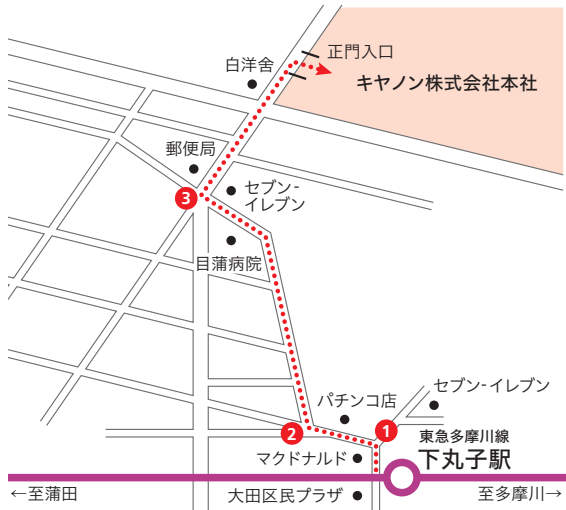 正門入口
白洋舎
キヤノン株式会社本社
郵便局
セブン-
イレブン
3
目蒲病院
パチンコ店
セブン-イレブン
1
2
東急多摩川線
マクドナルド
下丸子駅
←至蒲田
大田区民プラザ
至多摩川→